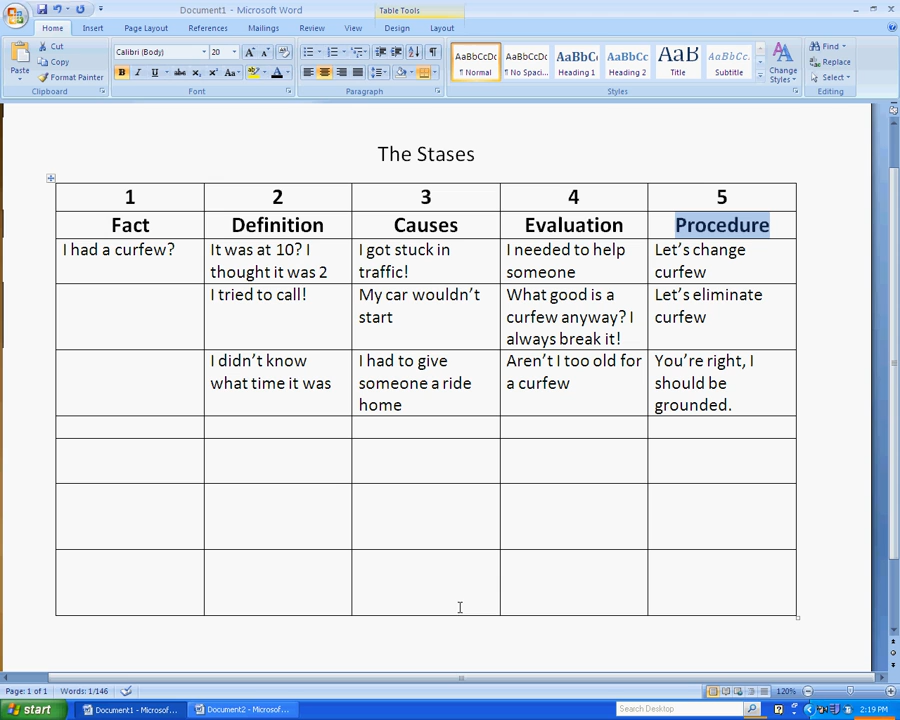 Document1 - Microsoft Word
Table Tools
Home Insert Page Layout References Mailings Review View Design Layout
Paste
Cut
Copy
Format Painter
Calibri (Body) 20
AaBbCcDc AaBbCcDc AaBbCc AaBbCc AaB AaBbCc.
¶ Normal ¶ No Spaci... Heading 1 Heading 2 Title Subtitle
Change Styles
Find
Replace
Select
Clipboard Font Paragraph Styles Editing
The Stases
1 2 3 4 5
Fact Definition Causes Evaluation Procedure
I had a curfew?
It was at 10? I
thought it was 2
I got stuck in
traffic!
I needed to help
someone
Let's change
curfew
I tried to call!
My car wouldn't
start
What good is a
curfew anyway? I
always break it!
Let's eliminate
curfew
I didn't know
what time it was
I had to give
someone a ride
home
Aren't I too old for
a curfew
You're right, I
should be
grounded.
Page: 1 of 1 Words: 1/146 120%
start Document1 - Microsof... Document2 - Microsof... Search Desktop 2:19 PM